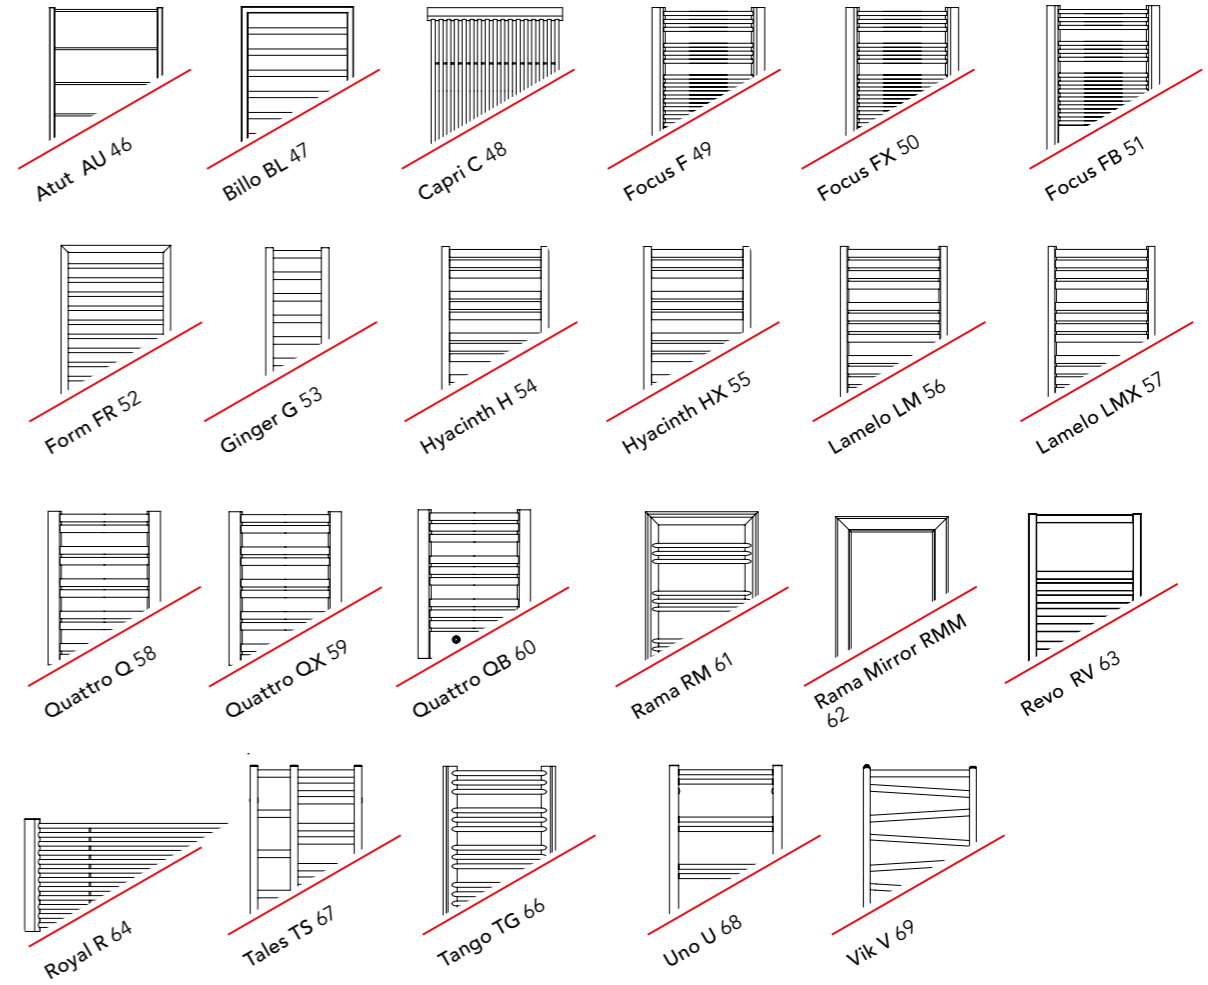 Atut AU 46
Billo BL 47
Capri C 48
Focus F 49
Focus FX 50
Focus FB 51
Form FR 52
Ginger G 53
Hyacinth H 54
Hyacinth HX 55
Lamelo LM 56
Lamelo LMX 57
Quattro Q 58
Quattro QX 59
Quattro QB 60
Rama RM 61
Rama Mirror RMM
62
Revo RV 63
Royal R 64
Tales TS 67
Tango TG 66
Uno U 68
Vik V 69